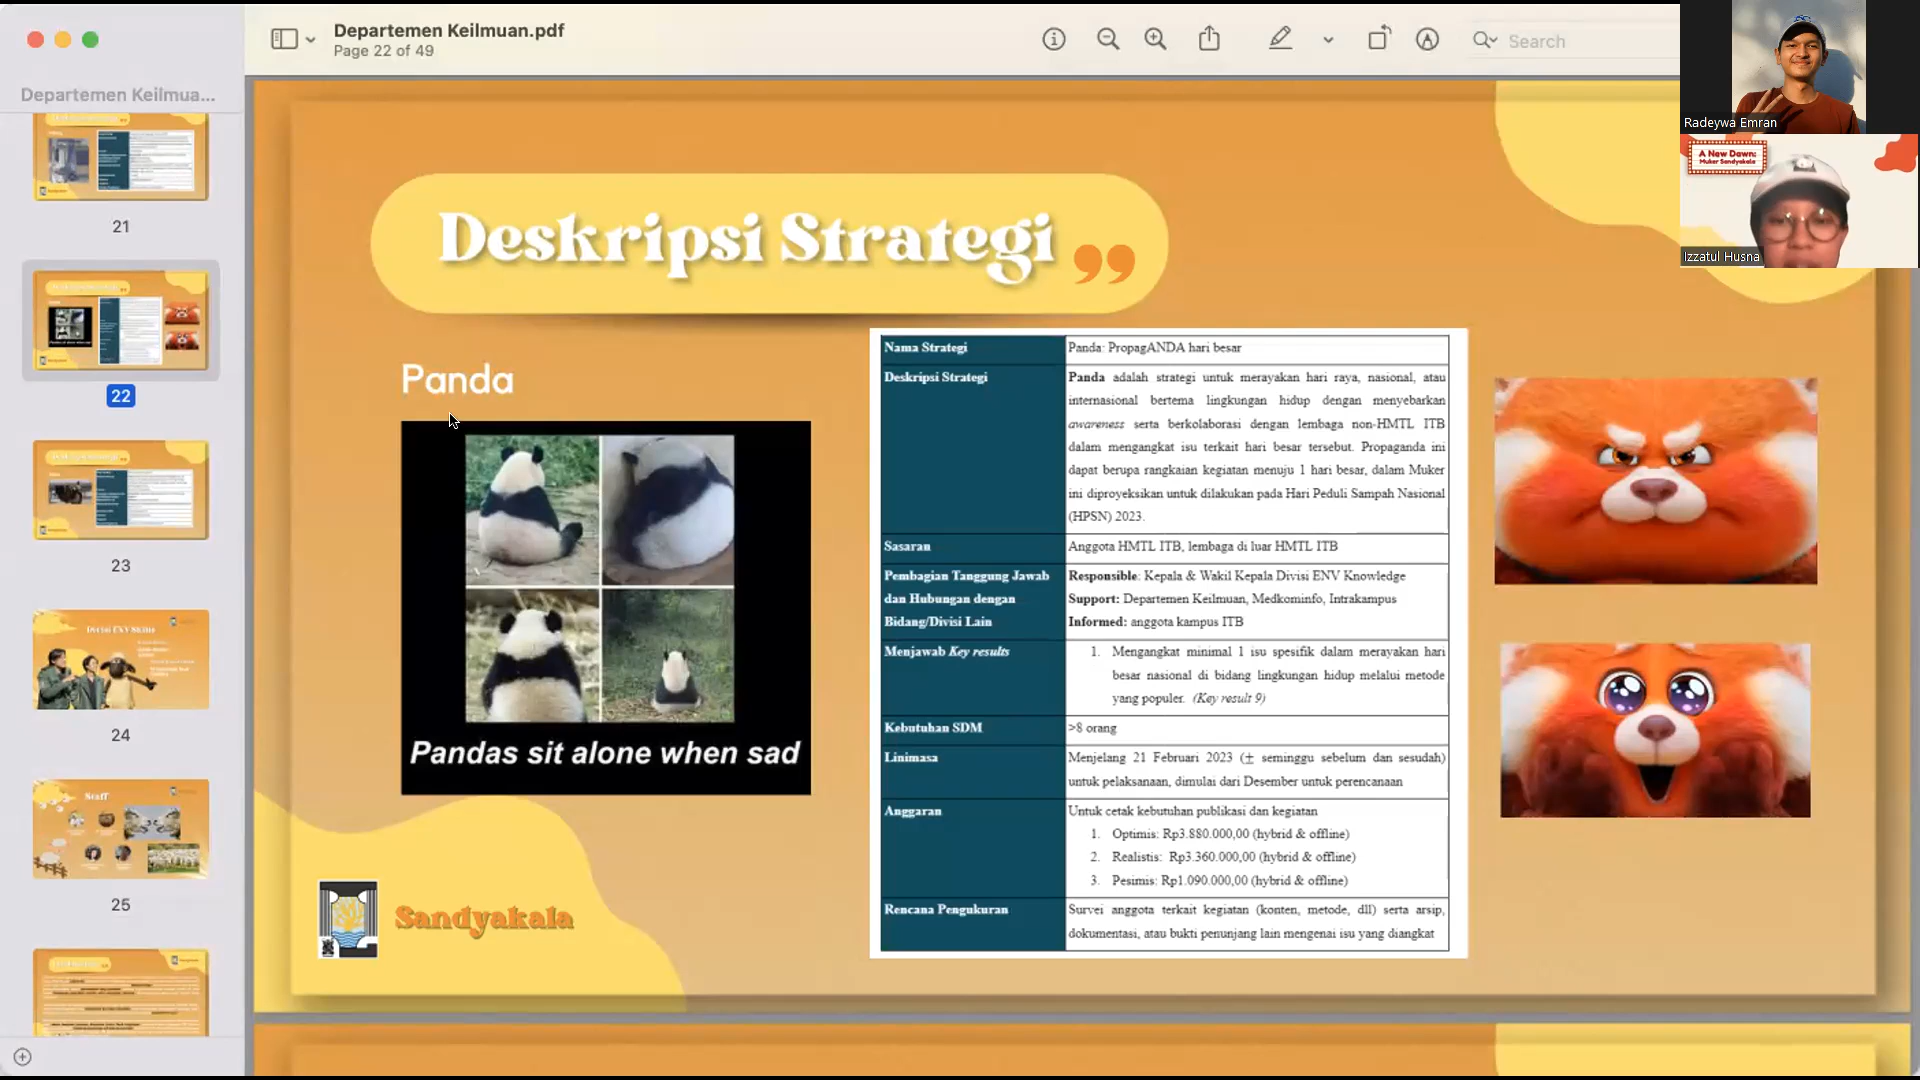 Departemen Keilmuan.pdf
Page 22 of 49
Search
Departemen Keilmua...
21
22
23
24
25
Divisi ENV Skills
Staff
Radeywa Emran
A New Dawn:
Muker Sandyakala
Izzatul Husna
Deskripsi Strategi
Panda
Pandas sit alone when sad
Sandyakala
Nama Strategi
Panda: PropagANDA hari besar
Deskripsi Strategi
Panda adalah strategi untuk merayakan hari raya, nasional, atau
internasional bertema lingkungan hidup dengan menyebarkan
awareness serta berkolaborasi dengan lembaga non-HMTL ITB
dalam mengangkat isu terkait hari besar tersebut. Propaganda ini
dapat berupa rangkaian kegiatan menuju 1 hari besar, dalam Muker
ini diproyeksikan untuk dilakukan pada Hari Peduli Sampah Nasional
(HPSN) 2023.
Sasaran
Anggota HMTL ITB, lembaga di luar HMTL ITB
Pembagian Tanggung Jawab
dan Hubungan dengan
Bidang/Divisi Lain
Responsible: Kepala & Wakil Kepala Divisi ENV Knowledge
Support: Departemen Keilmuan, Medkominfo, Intrakampus
Informed: anggota kampus ITB
Menjawab Key results
1. Mengangkat minimal 1 isu spesifik dalam merayakan hari
besar nasional di bidang lingkungan hidup melalui metode
yang populer. (Key result 9)
Kebutuhan SDM
>8 orang
Linimasa
Menjelang 21 Februari 2023 (± seminggu sebelum dan sesudah)
untuk pelaksanaan, dimulai dari Desember untuk perencanaan
Anggaran
Untuk cetak kebutuhan publikasi dan kegiatan
1. Optimis: Rp3.880.000,00 (hybrid & offline)
2. Realistis: Rp3.360.000,00 (hybrid & offline)
3. Pesimis: Rp1.090.000,00 (hybrid & offline)
Rencana Pengukuran
Survei anggota terkait kegiatan (konten, metode, dll) serta arsip,
dokumentasi, atau bukti penunjang lain mengenai isu yang diangkat